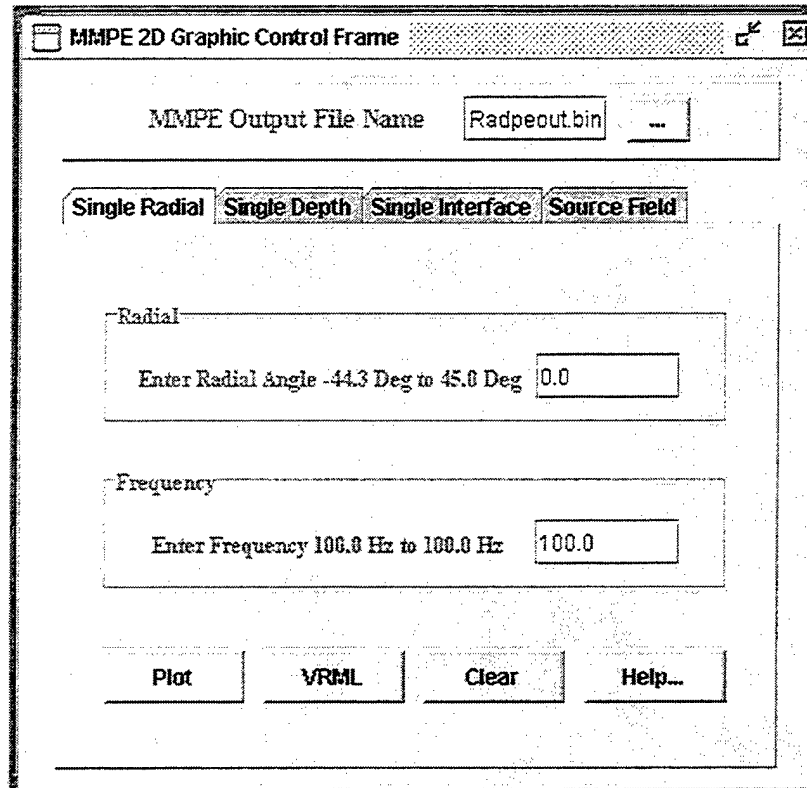 MMPE 2D Graphic Control Frame
MMPE Output File Name Radpeout.bin ...
Single Radial Single Depth Single Interface Source Field
Radial
Enter Radial Angle -44.3 Deg to 45.0 Deg 0.0
Frequency
Enter Frequency 100.0 Hz to 100.0 Hz 100.0
Plot VRML Clear Help...